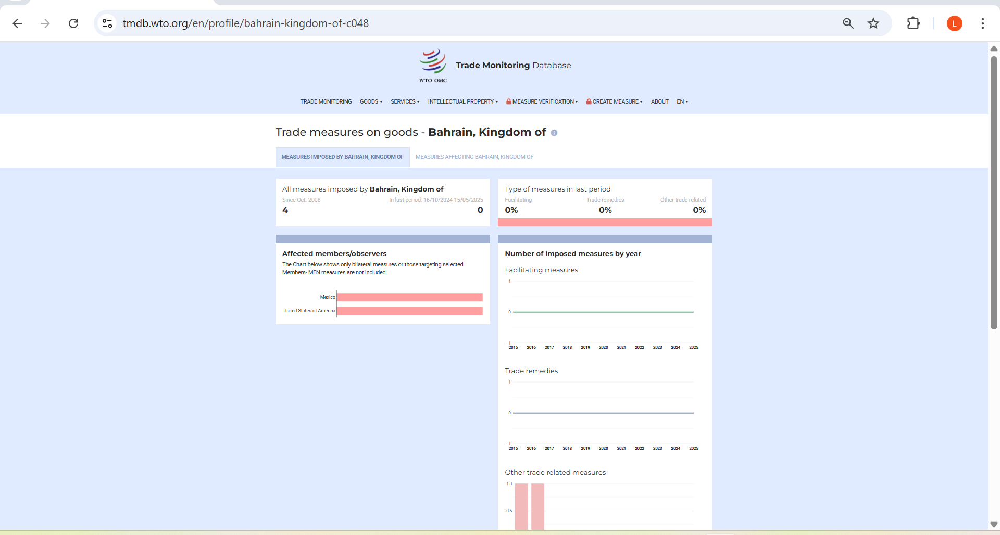 tmdb.wto.org/en/profile/bahrain-kingdom-of-c048
L
WTO OMC
Trade Monitoring Database
TRADE MONITORING GOODS SERVICES INTELLECTUAL PROPERTY MEASURE VERIFICATION CREATE MEASURE ABOUT EN
Trade measures on goods - Bahrain, Kingdom of
MEASURES IMPOSED BY BAHRAIN, KINGDOM OF MEASURES AFFECTING BAHRAIN, KINGDOM OF
All measures imposed by Bahrain, Kingdom of
Since Oct. 2008 In last period: 16/10/2024-15/05/2025
4 0
Type of measures in last period
Facilitating Trade remedies Other trade related
0% 0% 0%
Affected members/observers
The Chart below shows only bilateral measures or those targeting selected
Members- MFN measures are not included.
Mexico
United States of America
Number of imposed measures by year
Facilitating measures
1
0
-1
2015 2016 2017 2018 2019 2020 2021 2022 2023 2024 2025
Trade remedies
1
0
-1
2015 2016 2017 2018 2019 2020 2021 2022 2023 2024 2025
Other trade related measures
1.0
0.5